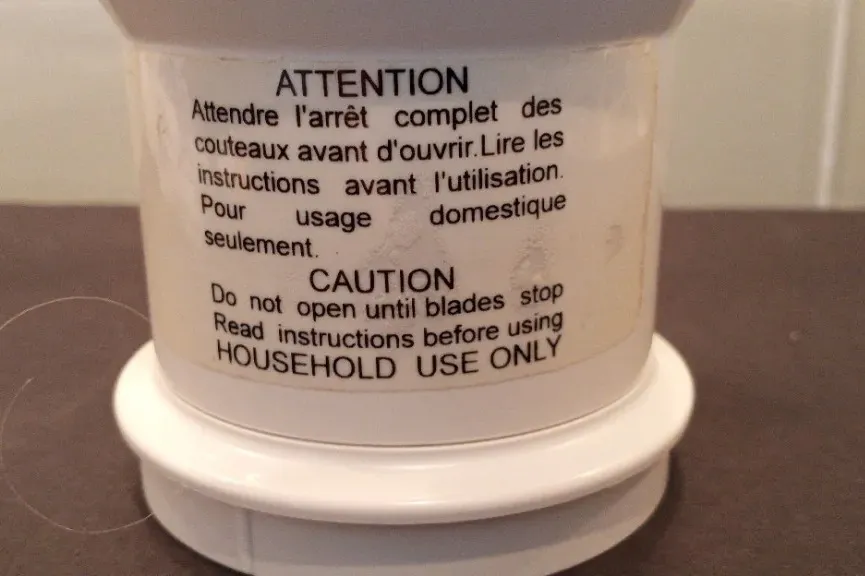 ATTENTION
Attendre l'arrêt complet des
couteaux avant d'ouvrir.Lire les
instructions avant l'utilisation.
Pour usage domestique
seulement.
CAUTION
Do not open until blades stop
Read instructions before using
HOUSEHOLD USE ONLY